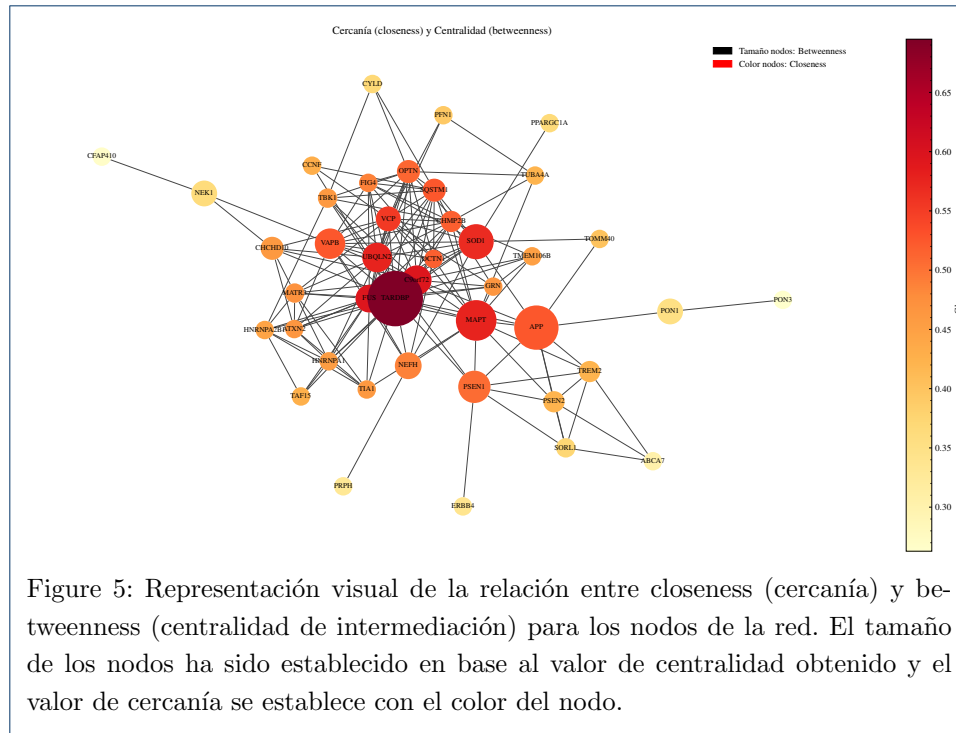 Cercanía (closeness) y Centralidad (betweenness)
Tamaño nodos: Betweenness
Color nodos: Closeness
CYLD
PFN1
PPARGC1A
CFAP410
CCNF
OPTN
TUBA4A
NEK1
FIG4
SQSTM1
TBK1
VCP
CHMP2B
VAPB
SOD1
TOMM40
CHCHD10
UBQLN2
DCTN1
TMEM106B
C9orf72
GRN
MATR3
FUS
TARDBP
PON3
PON1
HNRNPA2B1
ATXN2
MAPT
APP
HNRNPA1
NEFH
TREM2
TAF15
TIA1
PSEN1
PSEN2
SORL1
ABCA7
PRPH
ERBB4
0.65
0.60
0.55
0.50
0.45
0.40
0.35
0.30
Figure 5: Representación visual de la relación entre closeness (cercanía) y be-
tweenness (centralidad de intermediación) para los nodos de la red. El tamaño
de los nodos ha sido establecido en base al valor de centralidad obtenido y el
valor de cercanía se establece con el color del nodo.